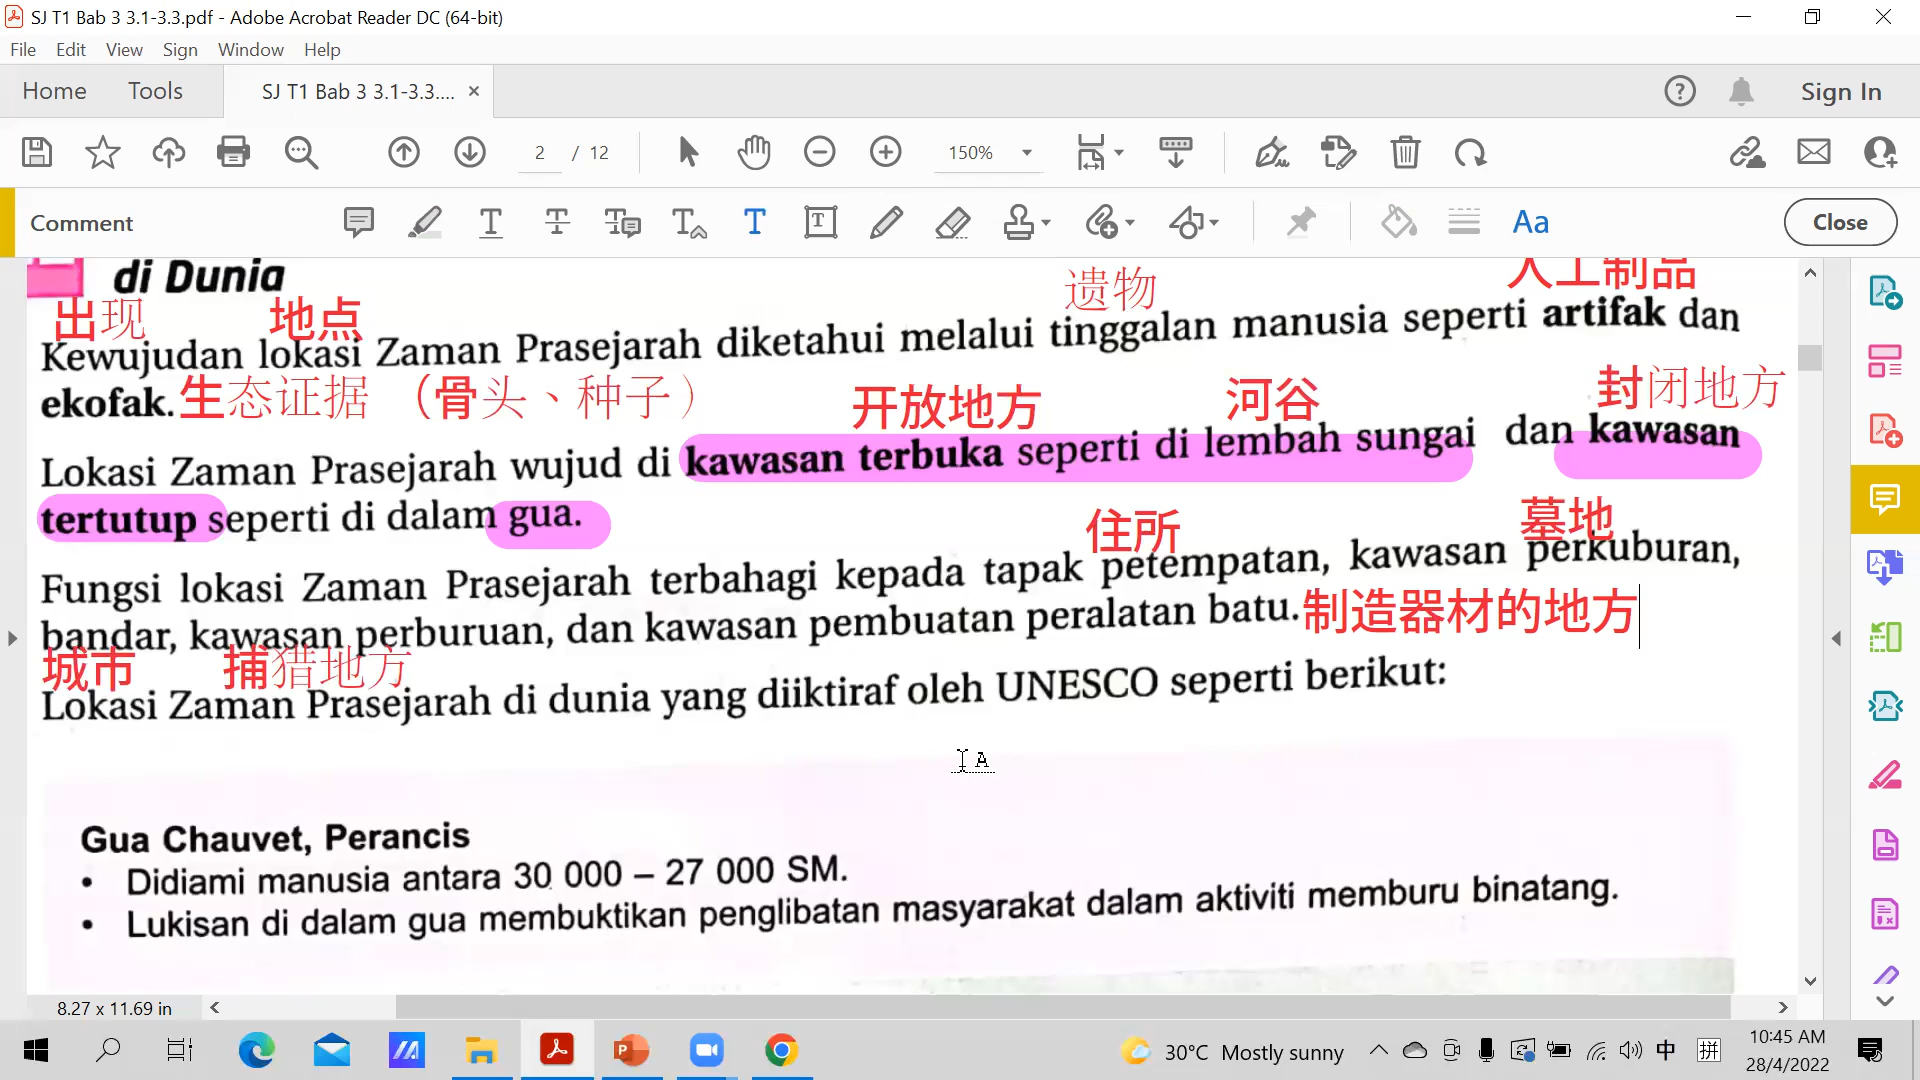 SJ T1 Bab 3 3.1-3.3.pdf - Adobe Acrobat Reader DC (64-bit)
File Edit View Sign Window Help
Home Tools SJ T1 Bab 3 3.1-3.3.... × Sign In
2 / 12 150%
Comment Aa Close
di Dunia
遗物 人工制品
出现 地点
Kewujudan lokasi Zaman Prasejarah diketahui melalui tinggalan manusia seperti artifak dan
ekofak. 生态证据 （骨头、种子）
开放地方 河谷 封闭地方
Lokasi Zaman Prasejarah wujud di kawasan terbuka seperti di lembah sungai dan kawasan
tertutup seperti di dalam gua.
住所 墓地
Fungsi lokasi Zaman Prasejarah terbahagi kepada tapak petempatan, kawasan perkuburan,
bandar, kawasan perburuan, dan kawasan pembuatan peralatan batu. 制造器材的地方
城市 捕猎地方
Lokasi Zaman Prasejarah di dunia yang diiktiraf oleh UNESCO seperti berikut:
Gua Chauvet, Perancis
• Didiami manusia antara 30 000 – 27 000 SM.
• Lukisan di dalam gua membuktikan penglibatan masyarakat dalam aktiviti memburu binatang.
8.27 x 11.69 in
30°C Mostly sunny 中 拼 10:45 AM
28/4/2022